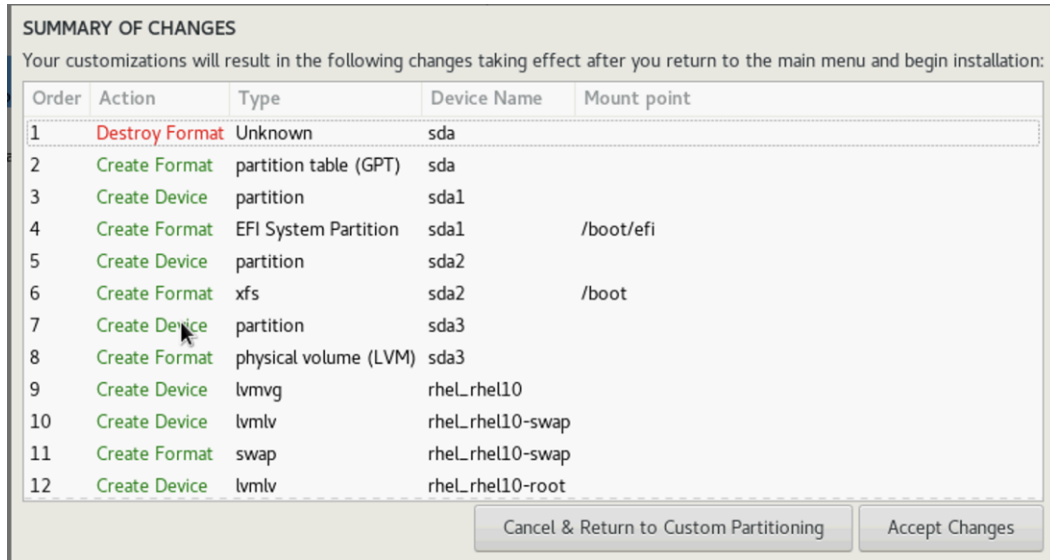 SUMMARY OF CHANGES
Your customizations will result in the following changes taking effect after you return to the main menu and begin installation:
Order Action Type Device Name Mount point
1 Destroy Format Unknown sda
2 Create Format partition table (GPT) sda
3 Create Device partition sda1
4 Create Format EFI System Partition sda1 /boot/efi
5 Create Device partition sda2
6 Create Format xfs sda2 /boot
7 Create Device partition sda3
8 Create Format physical volume (LVM) sda3
9 Create Device lvmvg rhel_rhel10
10 Create Device lvmlv rhel_rhel10-swap
11 Create Format swap rhel_rhel10-swap
12 Create Device lvmlv rhel_rhel10-root
Cancel & Return to Custom Partitioning Accept Changes